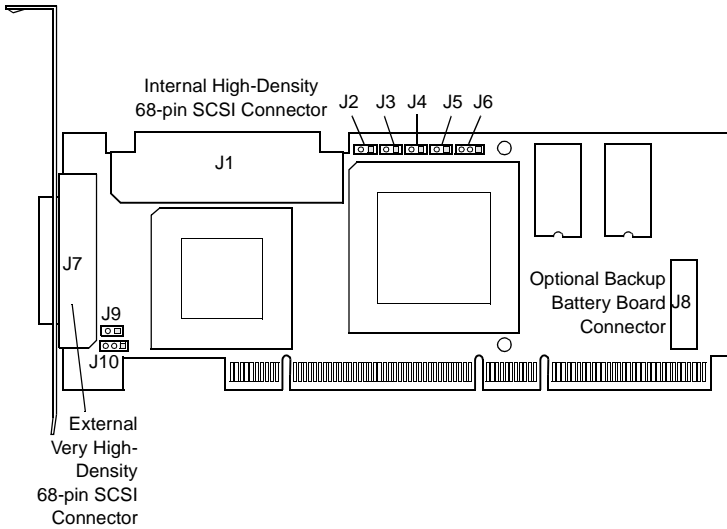 Internal High-Density
68-pin SCSI Connector
J2 J3 J4 J5 J6
J1
J7
Optional Backup
Battery Board
Connector
J8
J9
J10
External
Very High-
Density
68-pin SCSI
Connector